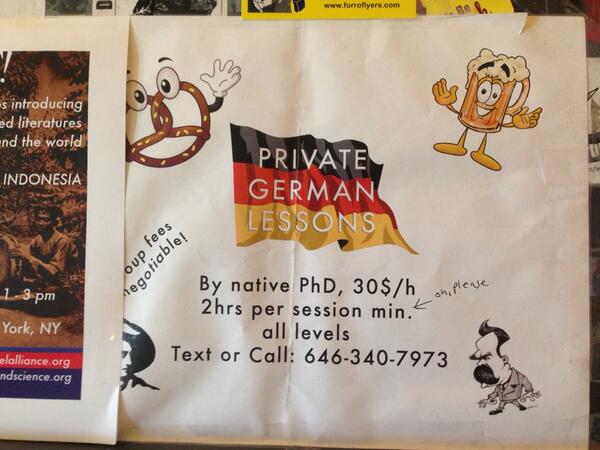 www.forroflyers.com
!
s introducing
ed literatures
nd the world
INDONESIA
1 - 3 pm
York, NY
elalliance.org
ndscience.org
PRIVATE
GERMAN
LESSONS
oup fees
negotiable!
By native PhD, 30$/h
2hrs per session min.
oh, please.
all levels
Text or Call: 646-340-7973